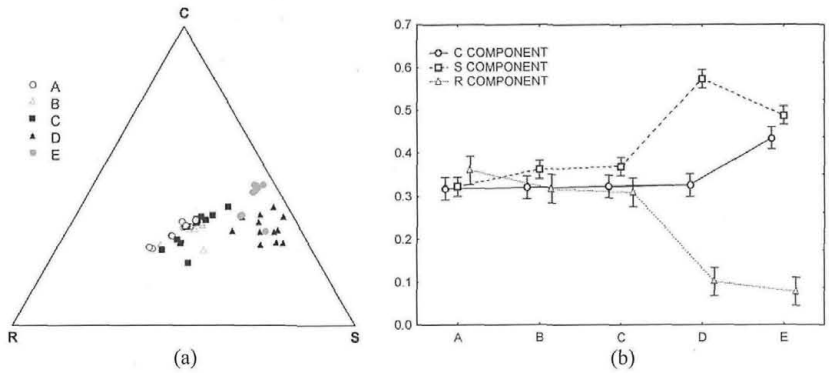 C
A
B
C
D
E
R
S
(a)
0.7
0.6
0.5
0.4
0.3
0.2
0.1
0.0
C COMPONENT
S COMPONENT
R COMPONENT
A B C D E
(b)